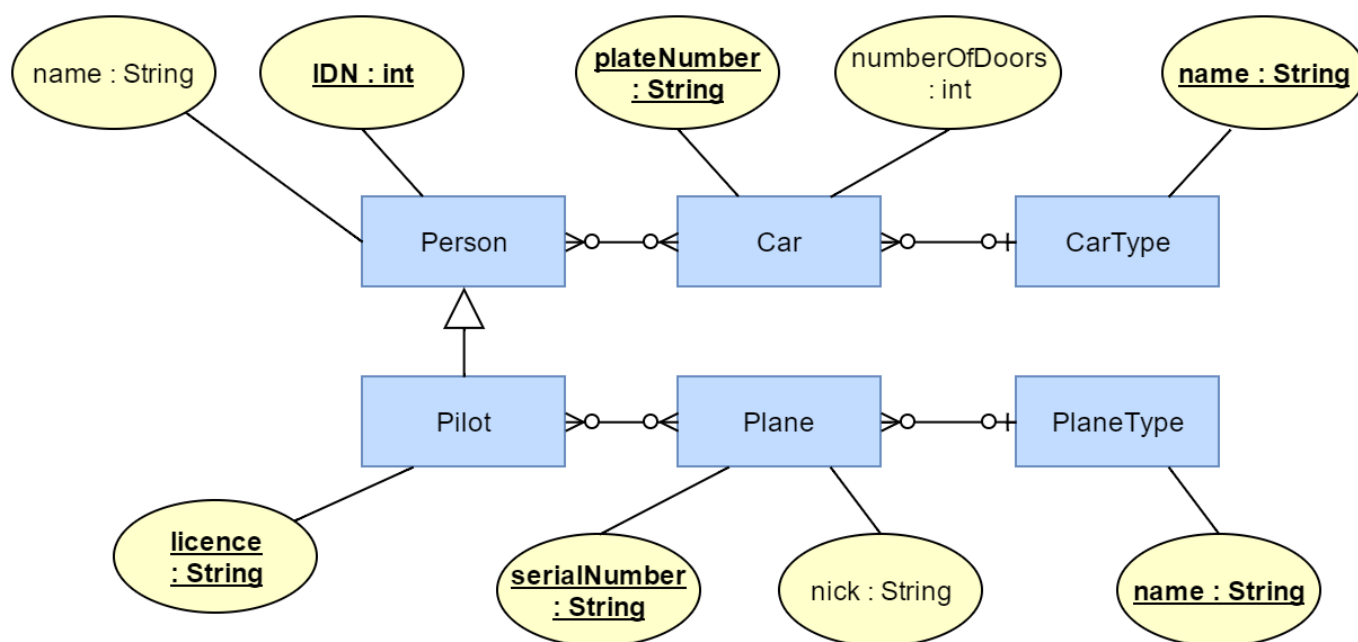 name : String
IDN : int
plateNumber
: String
numberOfDoors
: int
name : String
Person
Car
CarType
Pilot
Plane
PlaneType
licence
: String
serialNumber
: String
nick : String
name : String